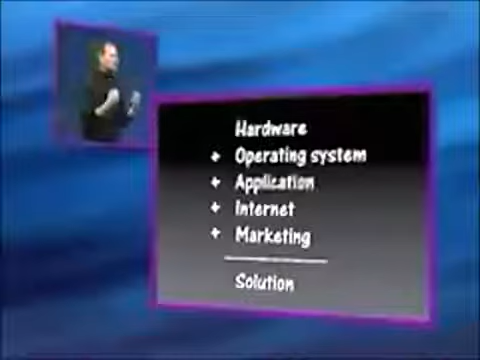 Hardware
+ Operating system
+ Application
+ Internet
+ Marketing
Solution